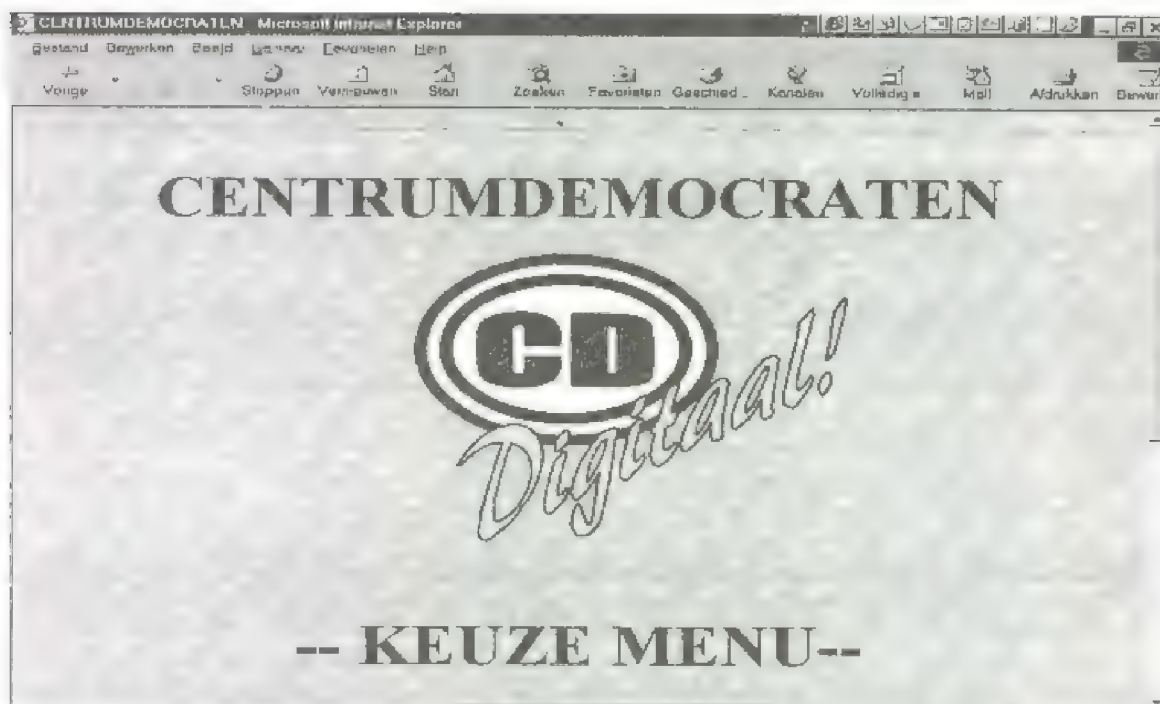 CENTRUMDEMOCRATEN - Microsoft Internet Explorer
Bestand Bewerken Beeld Ga naar Favorieten Help
Vorige Stoppen Vernieuwen Start Zoeken Favorieten Geschied... Kanalen Volledig Mail Afdrukken Bewerk
CENTRUMDEMOCRATEN
CD
Digitaal!
-- KEUZE MENU--